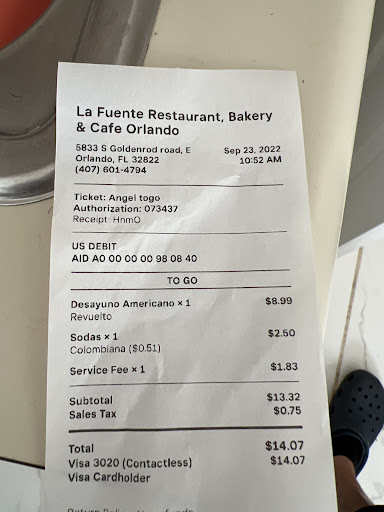 La Fuente Restaurant, Bakery
& Cafe Orlando
5833 S Goldenrod road, E Sep 23, 2022
Orlando, FL 32822 10:52 AM
(407) 601-4794
Ticket: Angel togo
Authorization: 073437
Receipt: HnmO
US DEBIT
AID A0 00 00 00 98 08 40
TO GO
Desayuno Americano × 1 $8.99
Revuelto
Sodas × 1 $2.50
Colombiana ($0.51)
Service Fee × 1 $1.83
Subtotal $13.32
Sales Tax $0.75
Total $14.07
Visa 3020 (Contactless) $14.07
Visa Cardholder